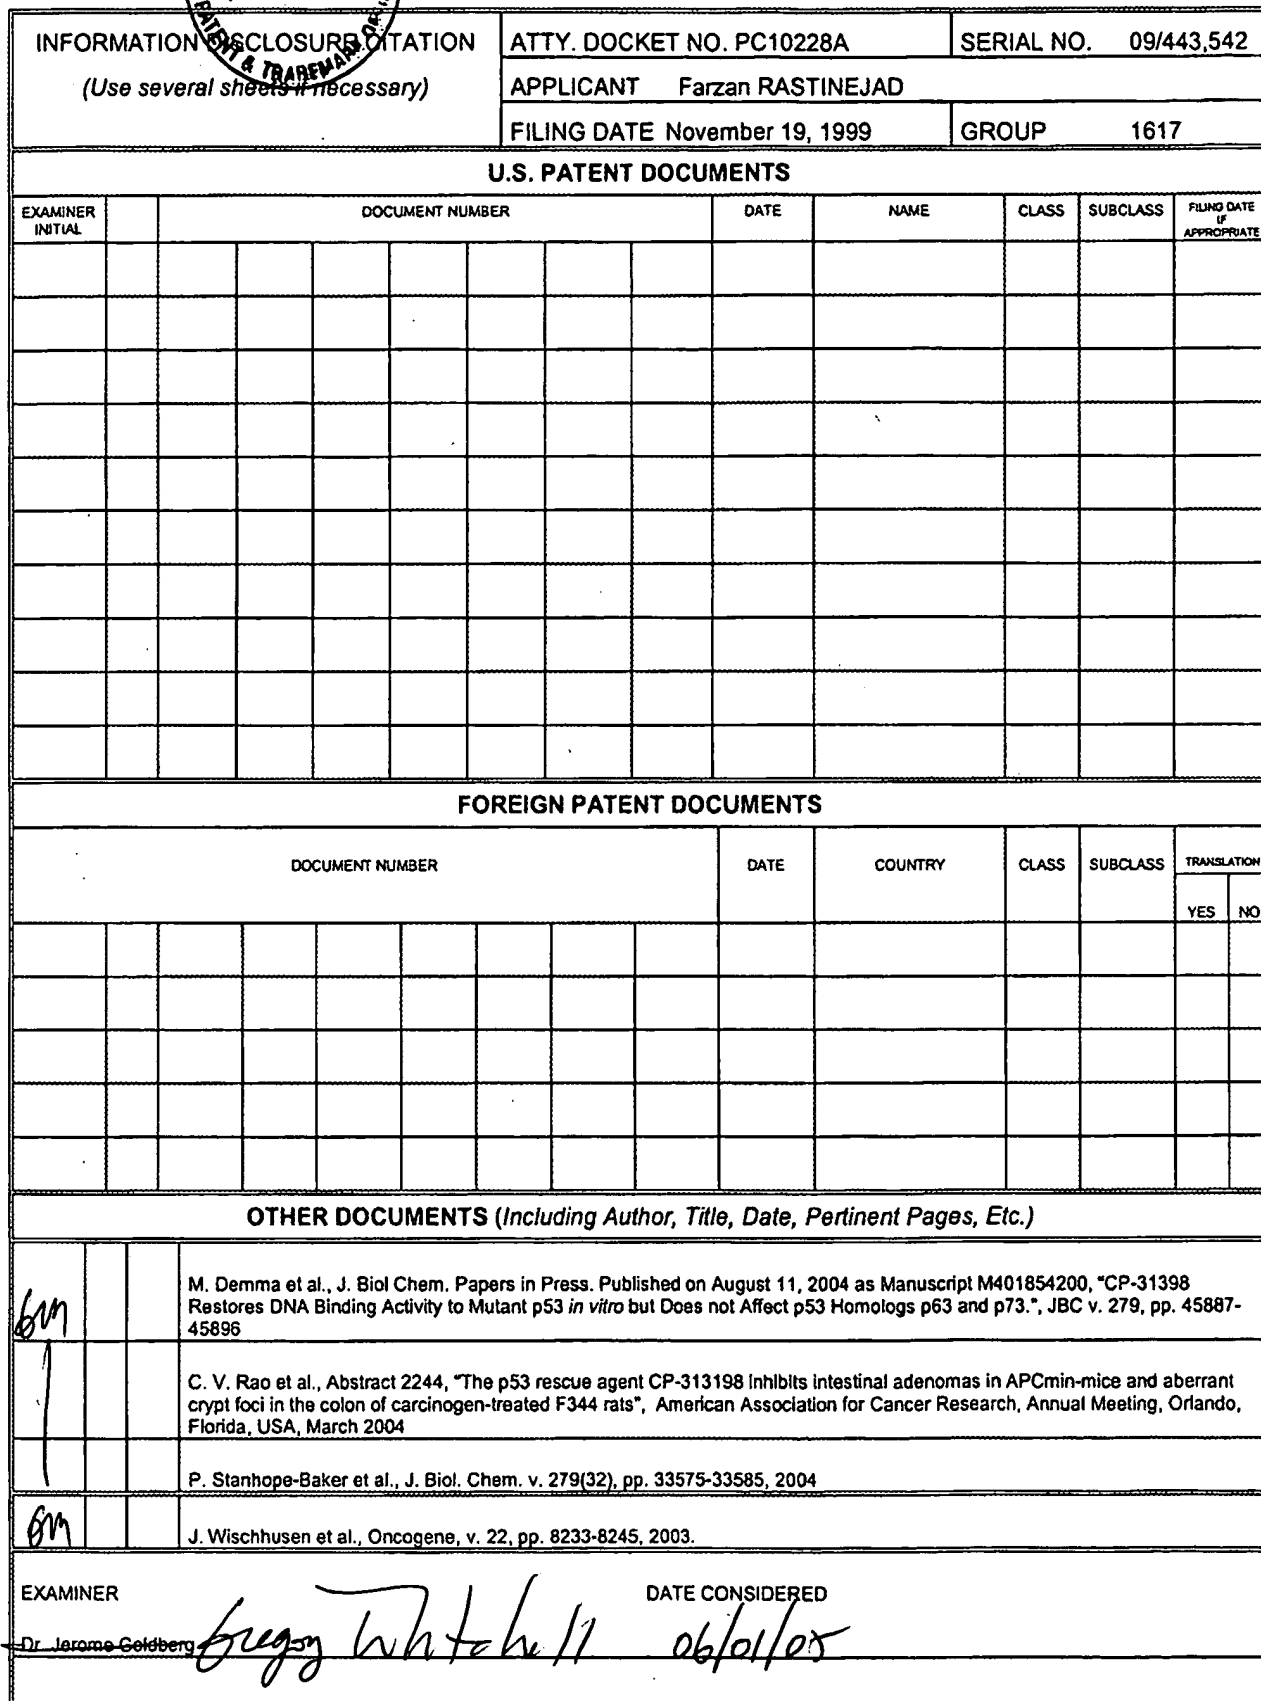 INFORMATION DISCLOSURE CITATION
(Use several sheets if necessary)
PATENT & TRADEMARK
ATTY. DOCKET NO. PC10228A
SERIAL NO. 09/443,542
APPLICANT Farzan RASTINEJAD
FILING DATE November 19, 1999
GROUP 1617
U.S. PATENT DOCUMENTS
EXAMINER INITIAL
DOCUMENT NUMBER
DATE
NAME
CLASS
SUBCLASS
FILING DATE IF APPROPRIATE
FOREIGN PATENT DOCUMENTS
DOCUMENT NUMBER
DATE
COUNTRY
CLASS
SUBCLASS
TRANSLATION
YES
NO
OTHER DOCUMENTS (Including Author, Title, Date, Pertinent Pages, Etc.)
M. Demma et al., J. Biol Chem. Papers in Press. Published on August 11, 2004 as Manuscript M401854200, "CP-31398
Restores DNA Binding Activity to Mutant p53 in vitro but Does not Affect p53 Homologs p63 and p73.", JBC v. 279, pp. 45887-
45896
C. V. Rao et al., Abstract 2244, "The p53 rescue agent CP-313198 inhibits intestinal adenomas in APCmin-mice and aberrant
crypt foci in the colon of carcinogen-treated F344 rats", American Association for Cancer Research, Annual Meeting, Orlando,
Florida, USA, March 2004
P. Stanhope-Baker et al., J. Biol. Chem. v. 279(32), pp. 33575-33585, 2004
J. Wischhusen et al., Oncogene, v. 22, pp. 8233-8245, 2003.
EXAMINER
DATE CONSIDERED
Dr. Jerome Goldberg
Gregory
06/01/05